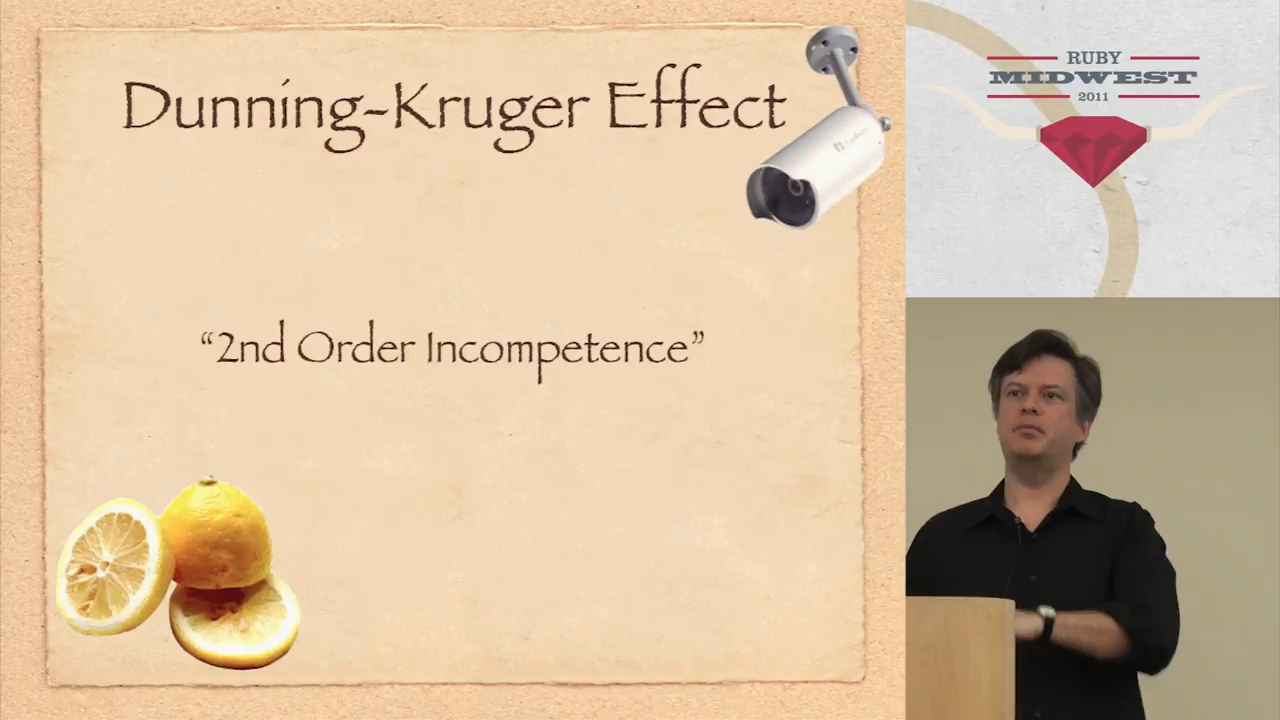 Dunning-Kruger Effect
“2nd Order Incompetence”
RUBY
MIDWEST
2011